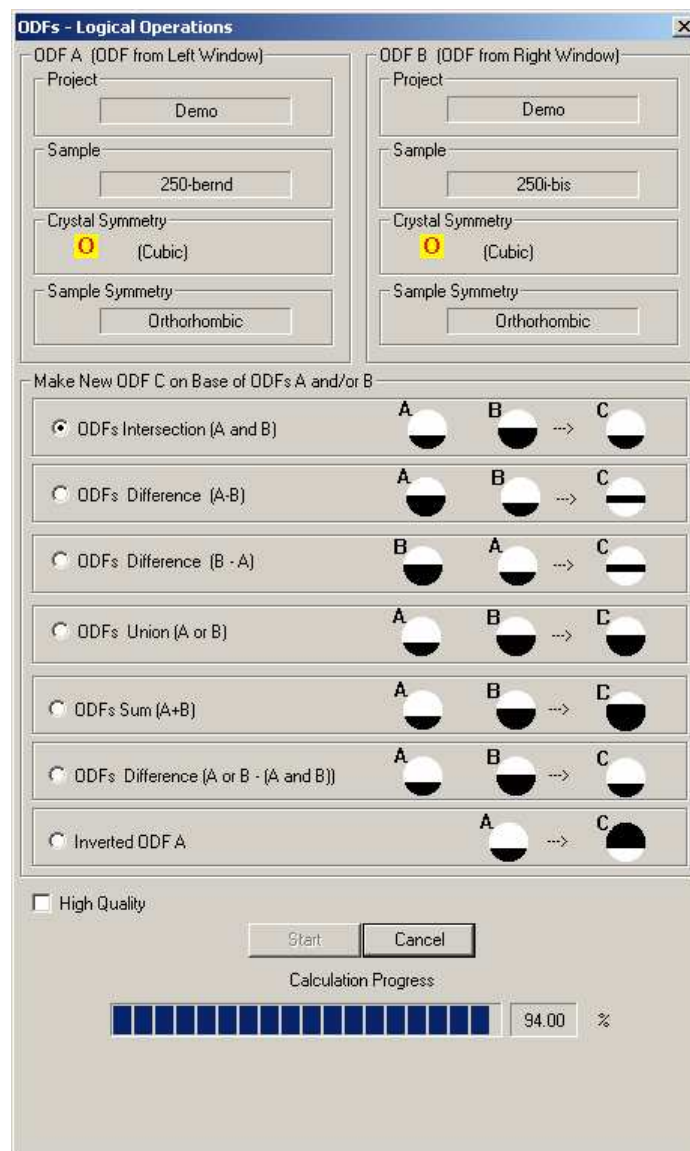 ODFs - Logical Operations
ODF A (ODF from Left Window)
Project
Demo
Sample
250-bernd
Crystal Symmetry
O (Cubic)
Sample Symmetry
Orthorhombic
ODF B (ODF from Right Window)
Project
Demo
Sample
250i-bis
Crystal Symmetry
O (Cubic)
Sample Symmetry
Orthorhombic
Make New ODF C on Base of ODFs A and/or B
ODFs Intersection (A and B) A B ---> C
ODFs Difference (A-B) A B ---> C
ODFs Difference (B - A) B A ---> C
ODFs Union (A or B) A B ---> C
ODFs Sum (A+B) A B ---> C
ODFs Difference (A or B - (A and B)) A B ---> C
Inverted ODF A A ---> C
High Quality
Start Cancel
Calculation Progress
94.00 %